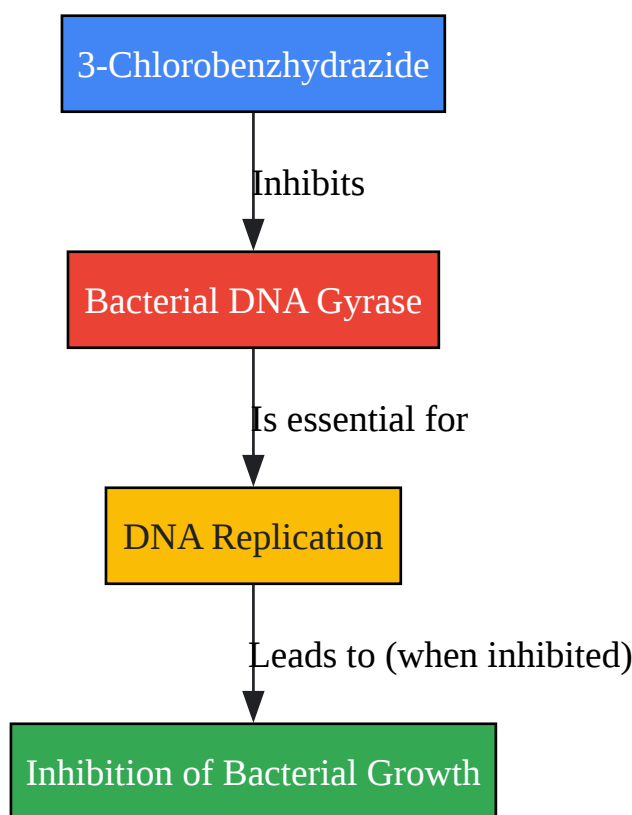 3-Chlorobenzhydrazide
Inhibits
Bacterial DNA Gyrase
Is essential for
DNA Replication
Leads to (when inhibited)
Inhibition of Bacterial Growth